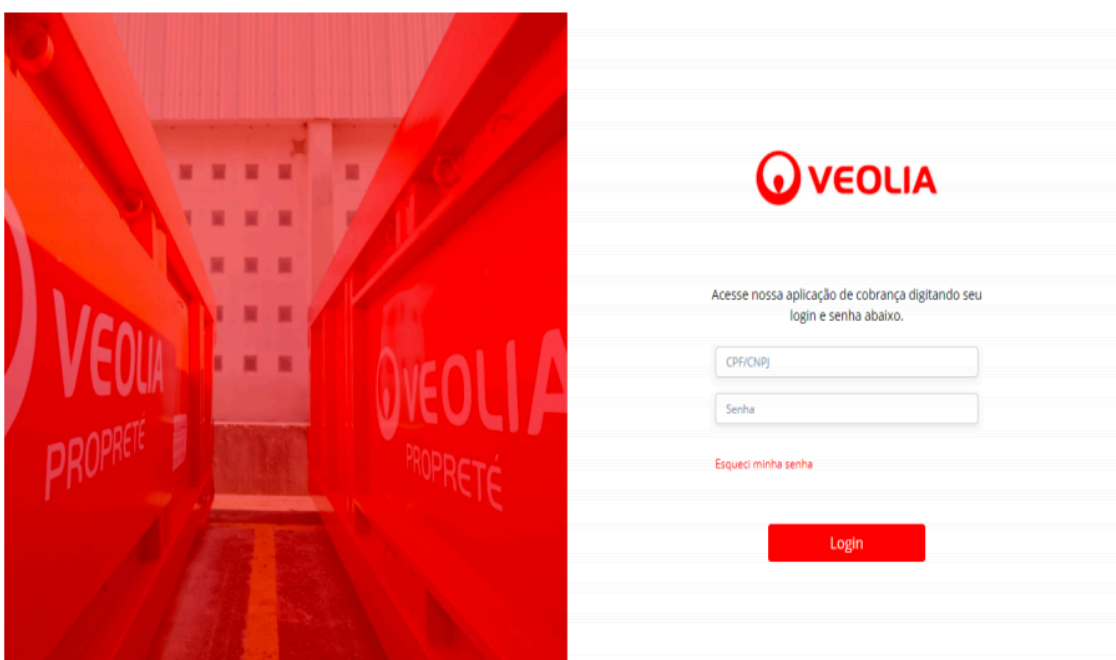 VEOLIA
PROPRETÉ
VEOLIA
PROPRETÉ
VEOLIA
Acesse nossa aplicação de cobrança digitando seu
login e senha abaixo.
CPF/CNPJ
Senha
Esqueci minha senha
Login